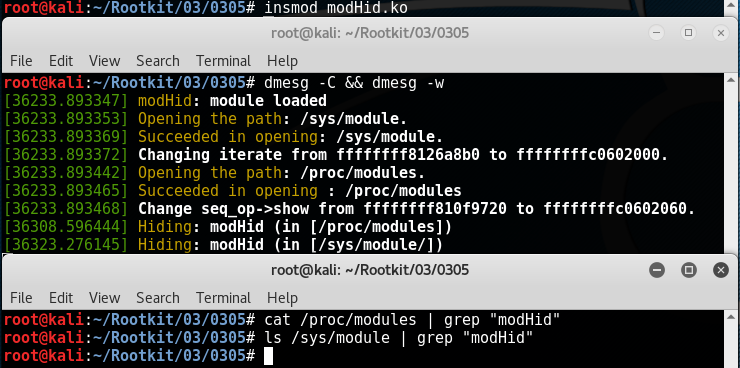 root@kali:~/Rootkit/03/0305# insmod modHid.ko
root@kali: ~/Rootkit/03/0305
File Edit View Search Terminal Help
root@kali:~/Rootkit/03/0305# dmesg -C && dmesg -w
[36233.893347] modHid: module loaded
[36233.893353] Opening the path: /sys/module.
[36233.893369] Succeeded in opening: /sys/module.
[36233.893372] Changing iterate from ffffffff8126a8b0 to ffffffffc0602000.
[36233.893442] Opening the path: /proc/modules.
[36233.893465] Succeeded in opening : /proc/modules
[36233.893468] Change seq_op->show from ffffffff810f9720 to ffffffffc0602060.
[36308.596444] Hiding: modHid (in [/proc/modules])
[36323.276145] Hiding: modHid (in [/sys/module/])
root@kali: ~/Rootkit/03/0305
File Edit View Search Terminal Help
root@kali:~/Rootkit/03/0305# cat /proc/modules | grep "modHid"
root@kali:~/Rootkit/03/0305# ls /sys/module | grep "modHid"
root@kali:~/Rootkit/03/0305#